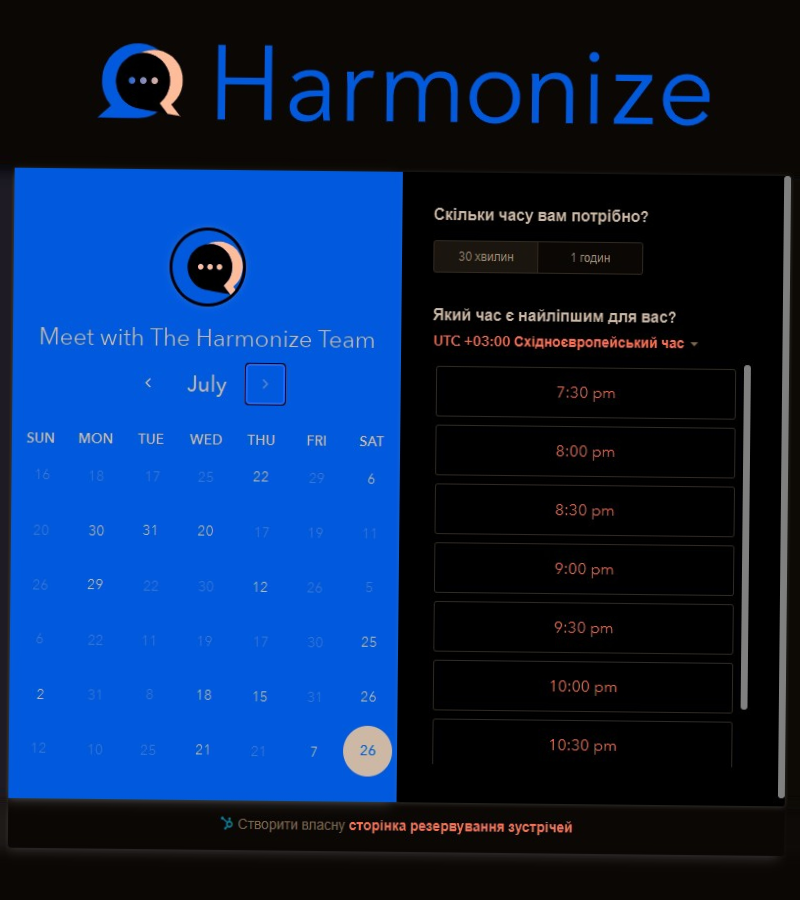 Harmonize
Meet with The Harmonize Team
July
SUN MON TUE WED THU FRI SAT
16 18 17 25 22 29 6
20 30 31 20 17 19 11
26 29 22 30 12 26 5
6 22 11 19 17 30 25
2 31 8 18 15 31 26
12 10 25 21 21 7 26
Скільки часу вам потрібно?
30 хвилин 1 годин
Який час є найліпшим для вас?
UTC +03:00 Східноєвропейський час
7:30 pm
8:00 pm
8:30 pm
9:00 pm
9:30 pm
10:00 pm
10:30 pm
Створити власну сторінка резервування зустрічей